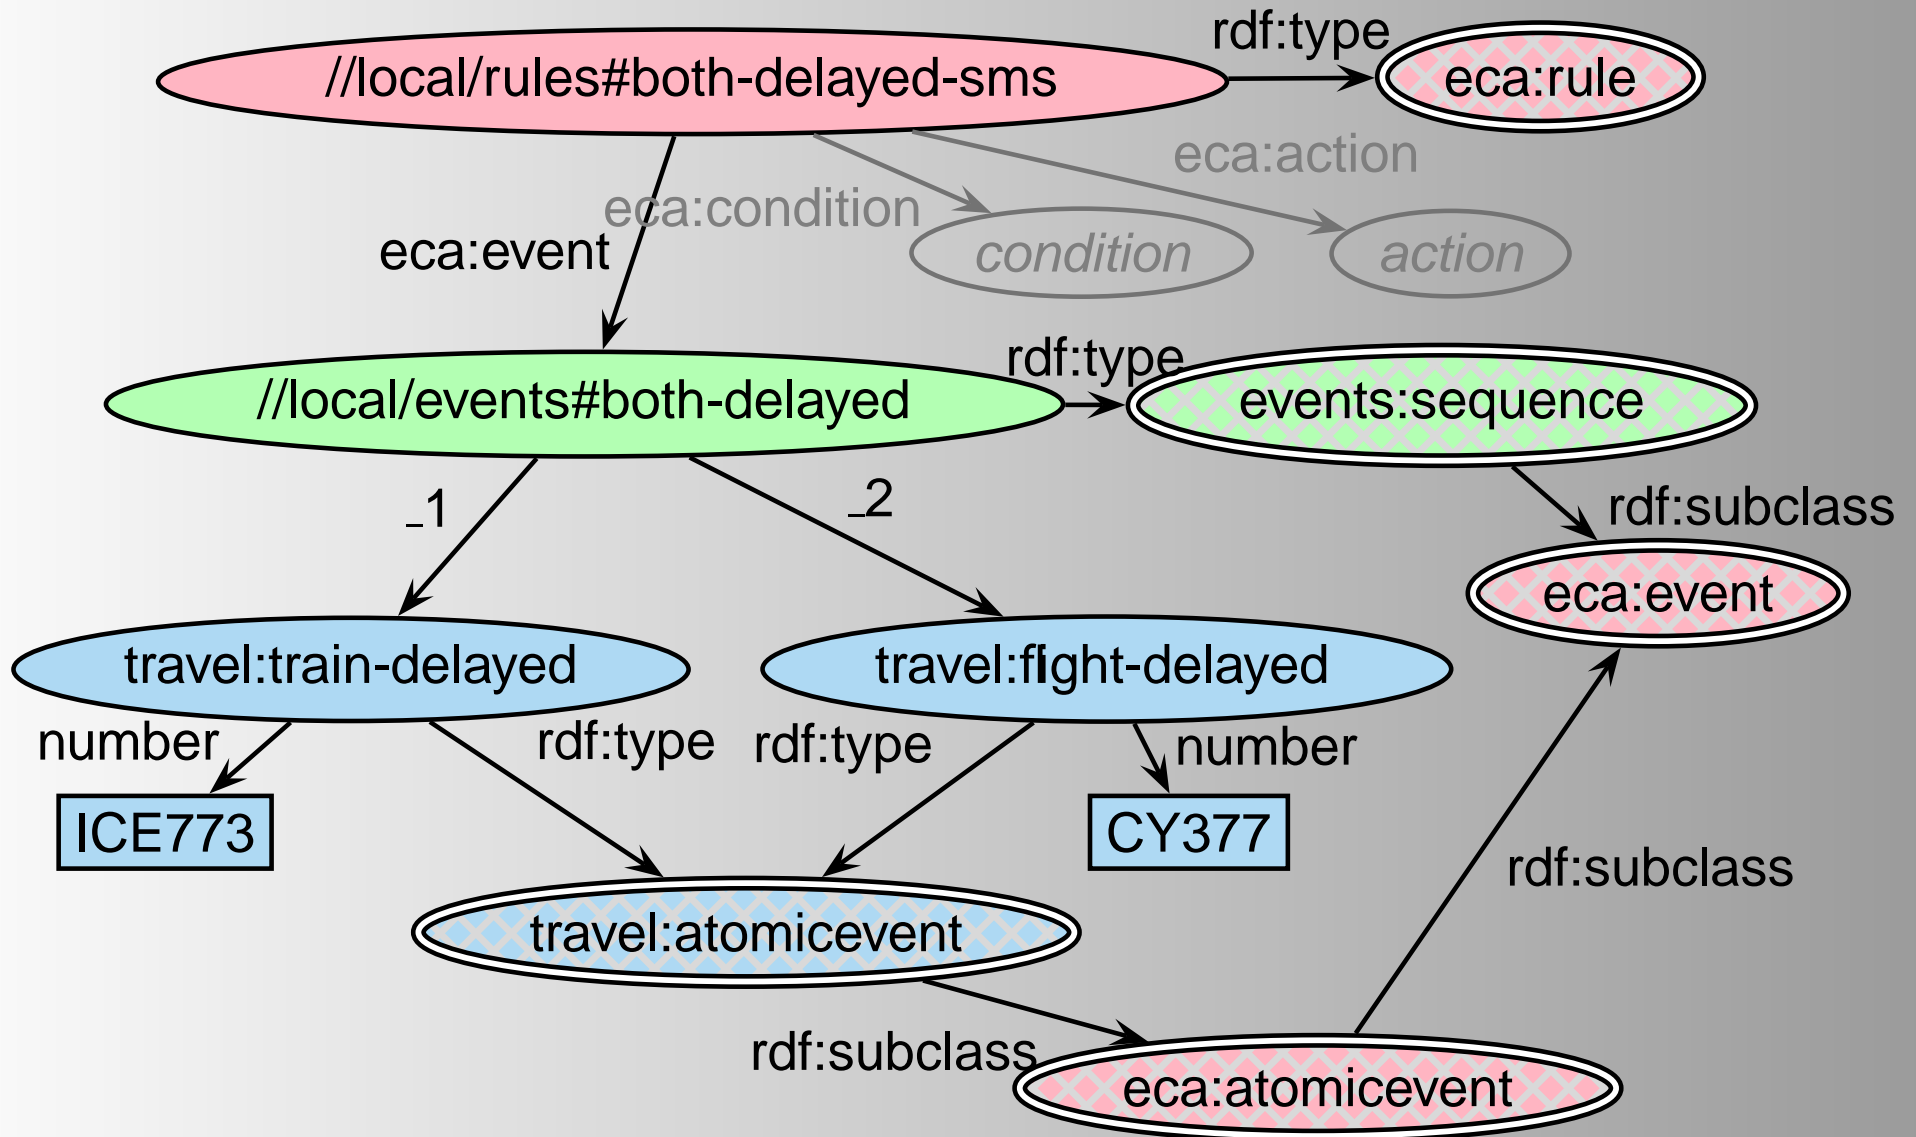 rdf:type
//local/rules#both-delayed-sms
eca:rule
eca:action
eca:condition
eca:event
condition
action
rdf:type
//local/events#both-delayed
events:sequence
_1
_2
rdf:subclass
eca:event
travel:train-delayed
travel:flight-delayed
number
rdf:type
rdf:type
number
ICE773
CY377
rdf:subclass
travel:atomicevent
rdf:subclass
eca:atomicevent